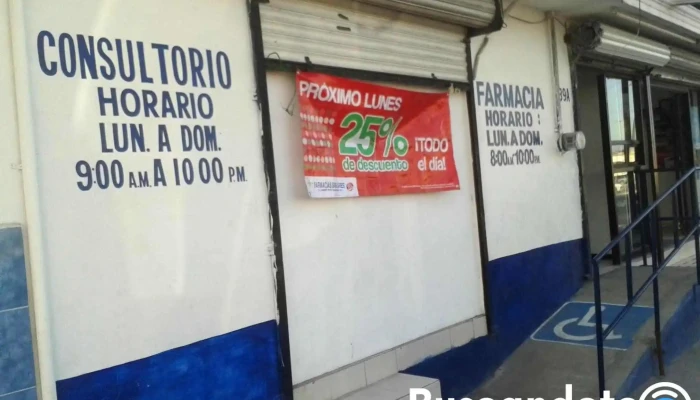 CONSULTORIO
HORARIO
LUN. A DOM.
9:00 A.M. A 10 00 P.M.
PRÓXIMO LUNES
25%
de descuento
¡TODO
el día!
FARMACIA
HORARIO :
LUN. A DOM.
8:00 10:00
99A